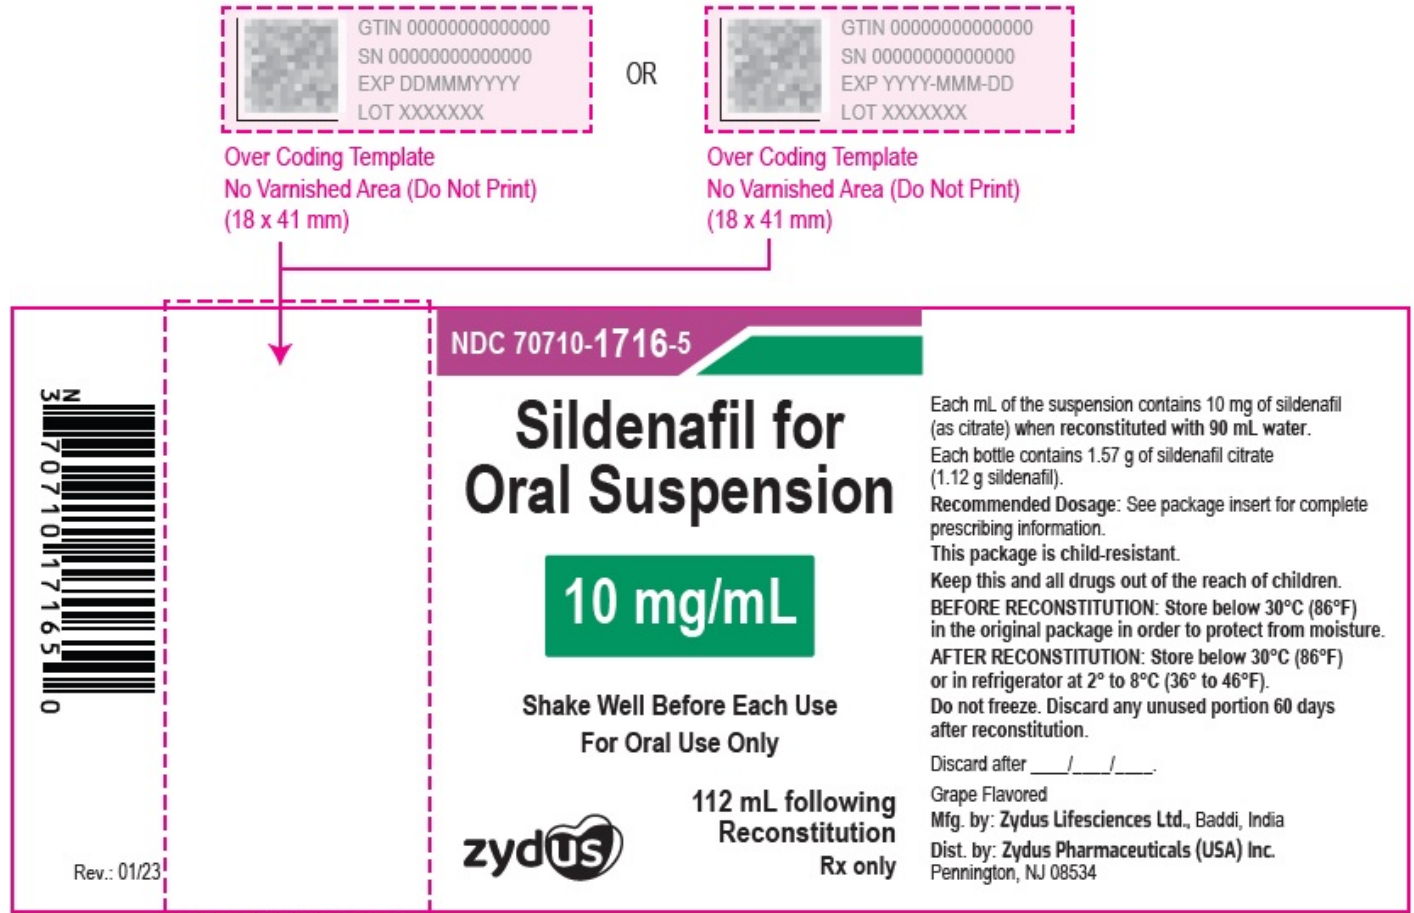 GTIN 00000000000000
SN 00000000000000
EXP DDMMMYYYY
LOT XXXXXXX
OR
GTIN 00000000000000
SN 00000000000000
EXP YYYY-MMM-DD
LOT XXXXXXX
Over Coding Template
No Varnished Area (Do Not Print)
(18 x 41 mm)
Over Coding Template
No Varnished Area (Do Not Print)
(18 x 41 mm)
N
3 70710 17165 0
Rev.: 01/23
NDC 70710-1716-5
Sildenafil for
Oral Suspension
10 mg/mL
Shake Well Before Each Use
For Oral Use Only
112 mL following
Reconstitution
Rx only
zydus
Each mL of the suspension contains 10 mg of sildenafil
(as citrate) when reconstituted with 90 mL water.
Each bottle contains 1.57 g of sildenafil citrate
(1.12 g sildenafil).
Recommended Dosage: See package insert for complete
prescribing information.
This package is child-resistant.
Keep this and all drugs out of the reach of children.
BEFORE RECONSTITUTION: Store below 30°C (86°F)
in the original package in order to protect from moisture.
AFTER RECONSTITUTION: Store below 30°C (86°F)
or in refrigerator at 2° to 8°C (36° to 46°F).
Do not freeze. Discard any unused portion 60 days
after reconstitution.
Discard after ____/____/____.
Grape Flavored
Mfg. by: Zydus Lifesciences Ltd., Baddi, India
Dist. by: Zydus Pharmaceuticals (USA) Inc.
Pennington, NJ 08534